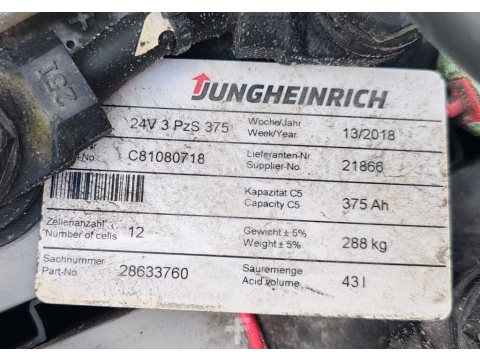 251
JUNGHEINRICH
24V 3 PzS 375
Woche/Jahr
Week/Year
13/2018
No
C81080718
Lieferanten-Nr
Supplier-No
21866
Kapazität C5
Capacity C5
375 Ah
Zellenanzahl
Number of cells
12
Gewicht ± 5%
Weight ± 5%
288 kg
Sachnummer
Part-No.
28633760
Säuremenge
Acid volume
43 l